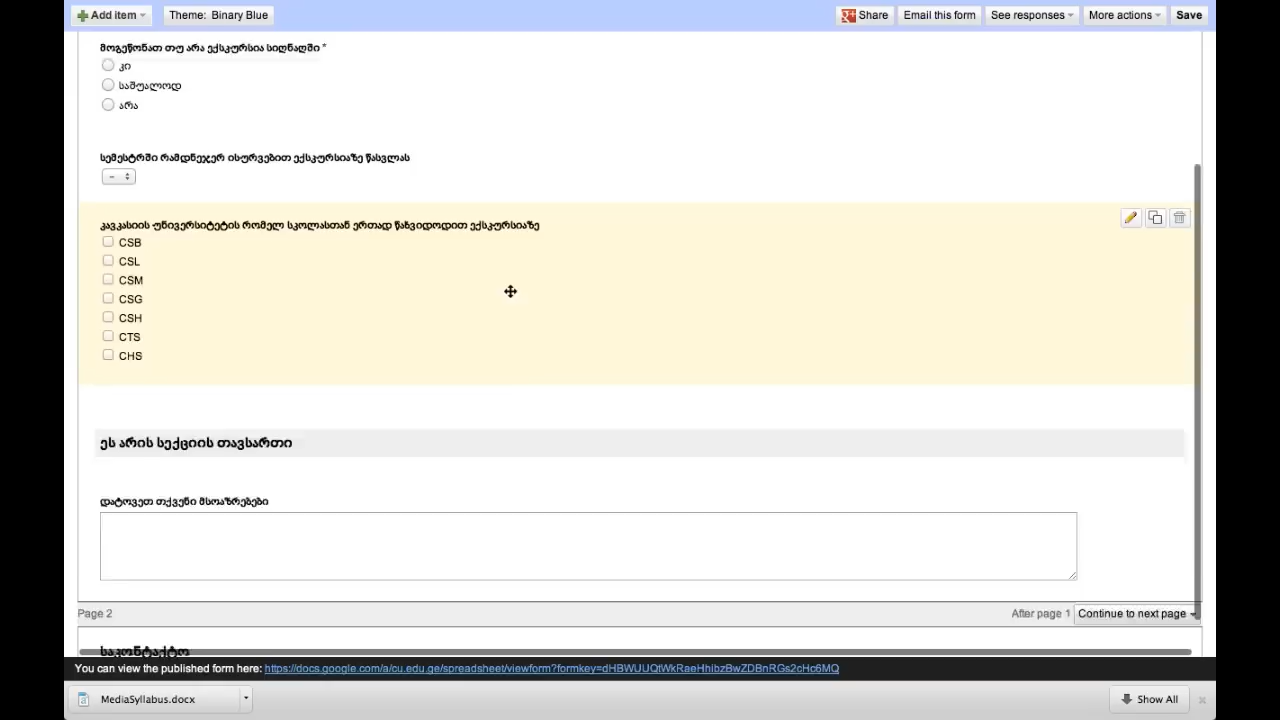 Add item
Theme: Binary Blue
Share
Email this form
See responses
More actions
Save
მოგეწონათ თუ არა ექსკურსია სიღნაღში *
კი
საშუალოდ
არა
სემესტრში რამდნეჯერ ისურვებით ექსკურსიაზე წასვლას
-
კავკასიის უნივერსიტეტის რომელ სკოლასთან ერთად წახვიდოდით ექსკურსიაზე
CSB
CSL
CSM
CSG
CSH
CTS
CHS
ეს არის სექციის თავსართი
დატოვეთ თქვენი მსოაზრებები
Page 2
After page 1 Continue to next page
საკონტაქტო
You can view the published form here: https://docs.google.com/a/cu.edu.ge/spreadsheet/viewform?formkey=dHBWUUQtWkRaeHhibzBwZDBnRGs2cHc6MQ
MediaSyllabus.docx
Show All